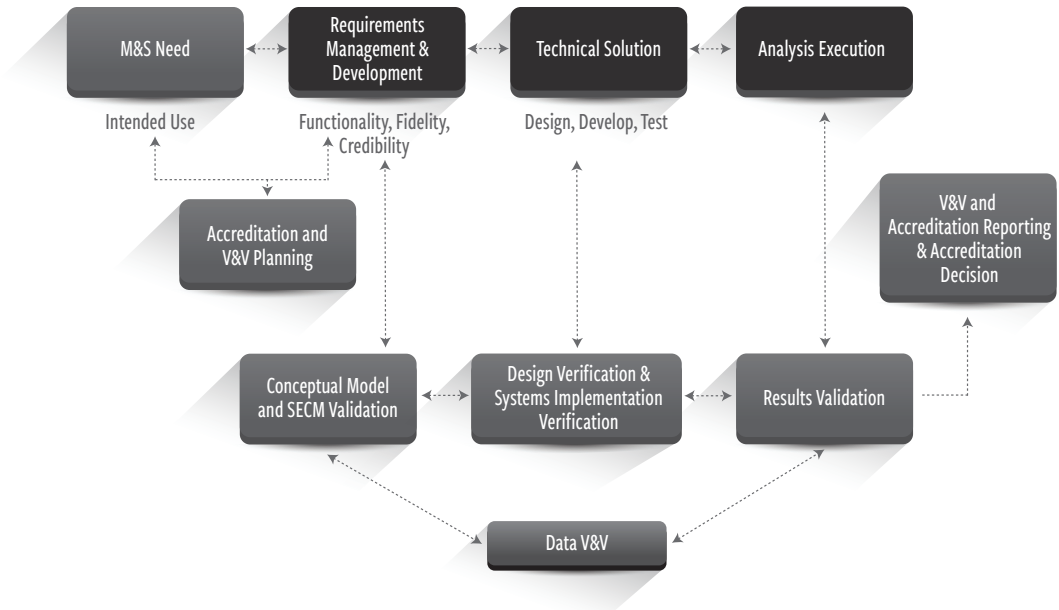 M&S Need
Requirements
Management &
Development
Technical Solution
Analysis Execution
Intended Use
Functionality, Fidelity,
Credibility
Design, Develop, Test
Accreditation and
V&V Planning
V&V and
Accreditation Reporting
& Accreditation
Decision
Conceptual Model
and SECM Validation
Design Verification &
Systems Implementation
Verification
Results Validation
Data V&V